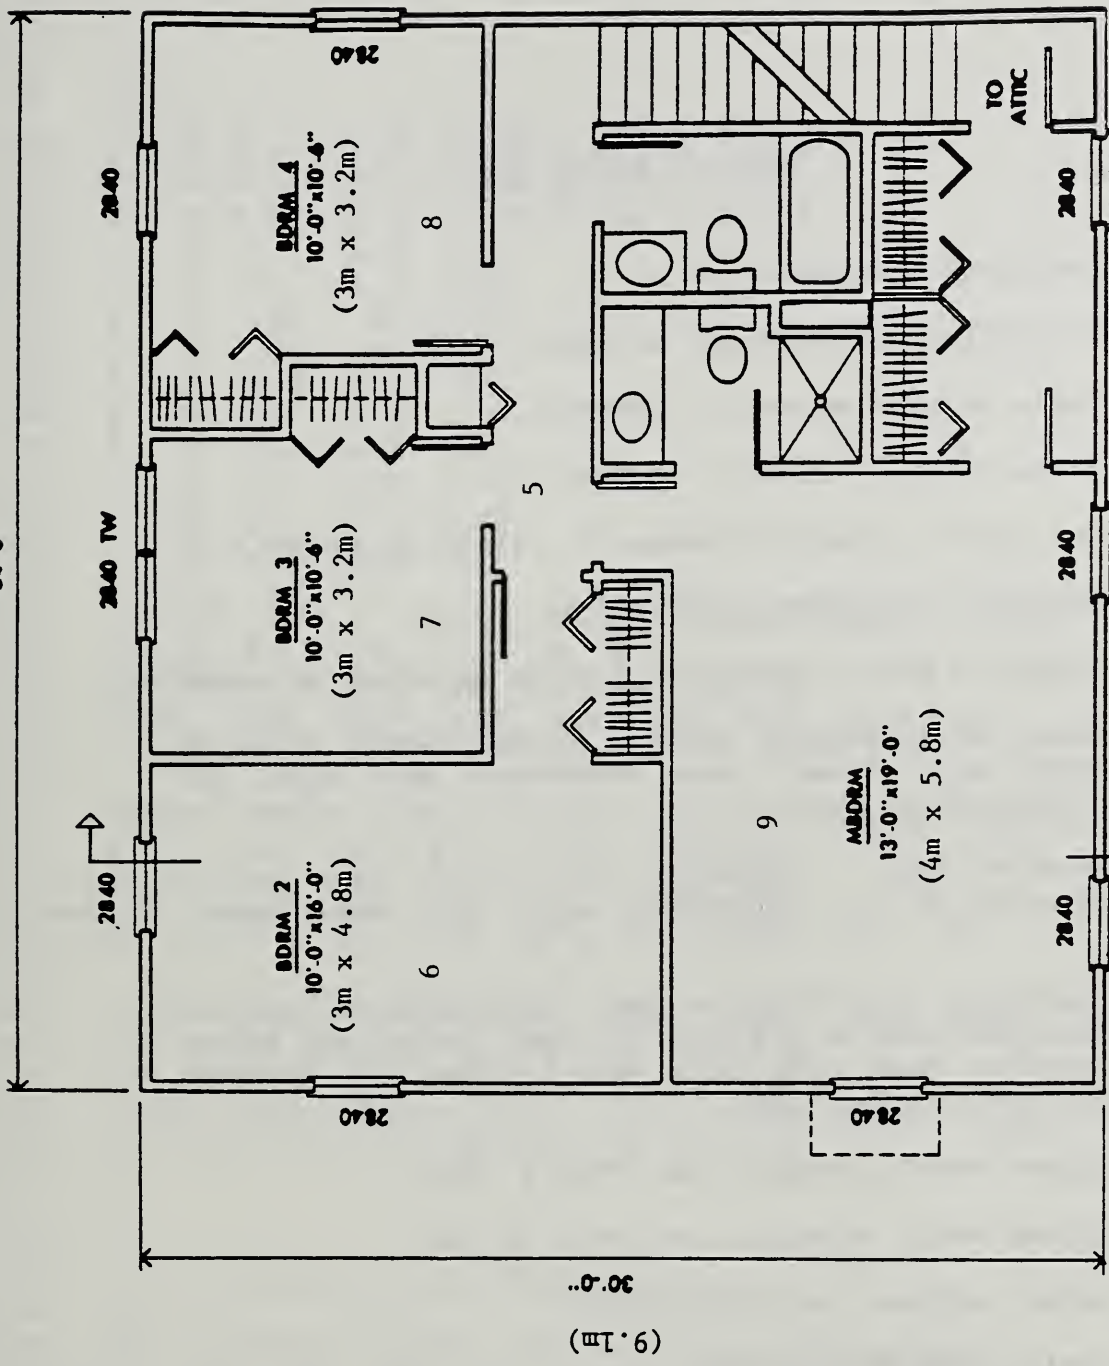 2840
2840
2840 TW
2840
BDRM 4
10'-0"x10'-6"
(3m x 3.2m)
8
BDRM 3
10'-0"x10'-6"
(3m x 3.2m)
7
BDRM 2
10'-0"x16'-0"
(3m x 4.8m)
6
5
TO
ATTIC
9
MBDRM
13'-0"x19'-0"
(4m x 5.8m)
2840
2840
2840
2840
2840
30'-0"
(9.1m)